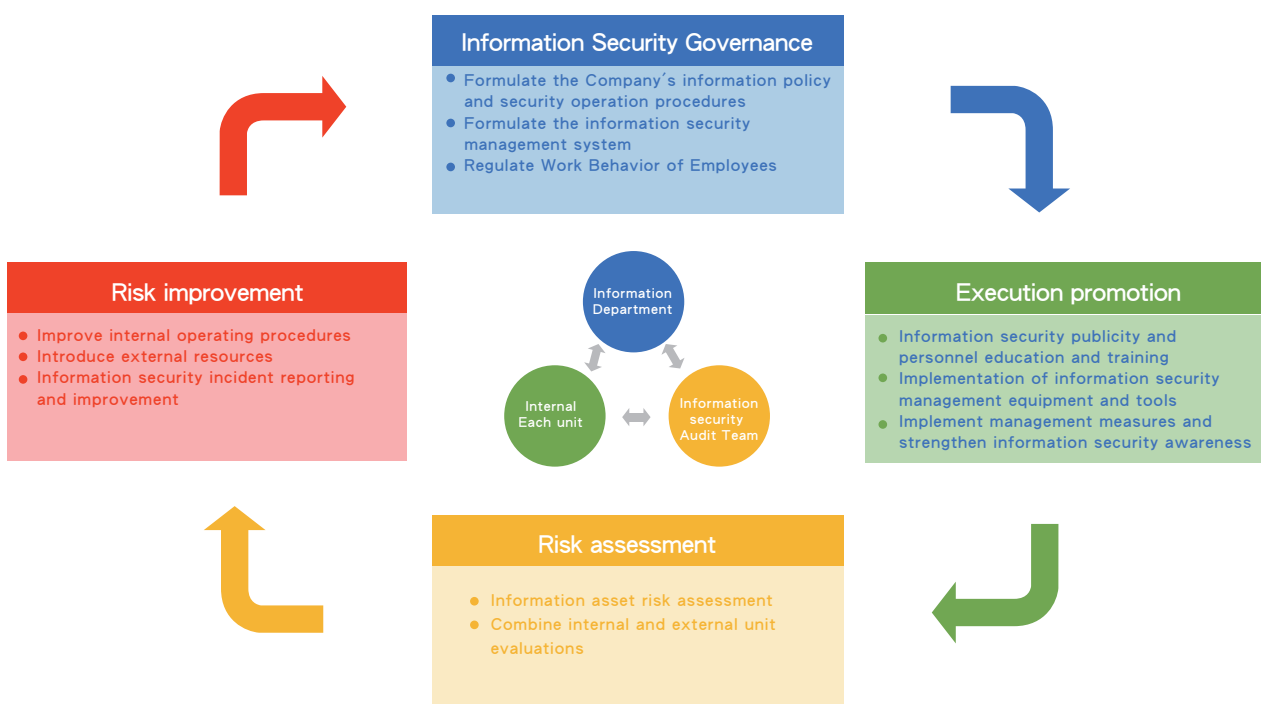 Information Security Governance
Formulate the Company´s information policy
and security operation procedures
Formulate the information security
management system
Regulate Work Behavior of Employees
Risk improvement
Improve internal operating procedures
Introduce external resources
Information security incident reporting
and improvement
Information
Department
Internal
Each unit
Information
security
Audit Team
Execution promotion
Information security publicity and
personnel education and training
Implementation of information security
management equipment and tools
Implement management measures and
strengthen information security awareness
Risk assessment
Information asset risk assessment
Combine internal and external unit
evaluations